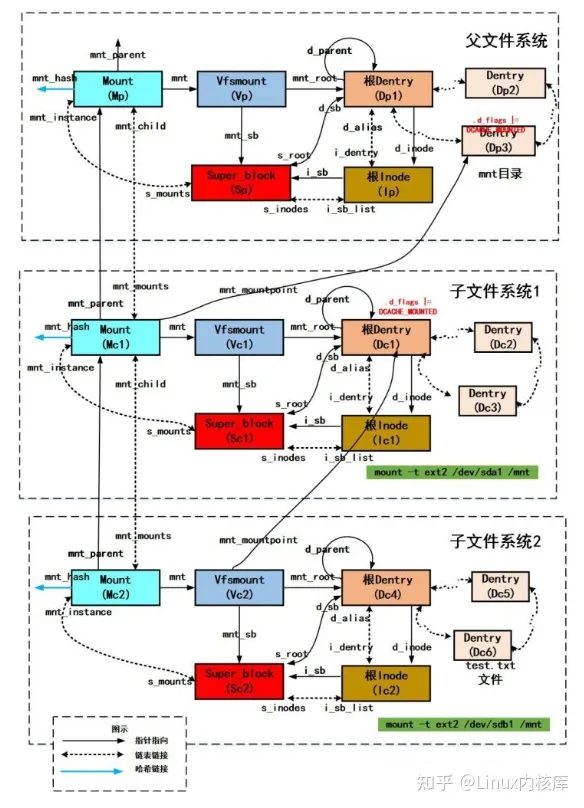 父文件系统
mnt_parent
d_parent
mnt_hash
Mount
(Mp)
mnt
Vfsmount
(Vp)
mnt_root
根Dentry
(Dp1)
Dentry
(Dp2)
mnt_instance
mnt_child
d_sb
.d_flags |=
DCACHE_MOUNTED
Dentry
(Dp3)
mnt目录
mnt_sb
d_alias
d_inode
s_root
i_dentry
Super_block
(Sp)
i_sb
根Inode
(Ip)
s_mounts
s_inodes
i_sb_list
子文件系统1
mnt_mounts
mnt_parent
mnt_mountpoint
d_parent
.d_flags |=
DCACHE_MOUNTED
mnt_hash
Mount
(Mc1)
mnt
Vfsmount
(Vc1)
mnt_root
根Dentry
(Dc1)
Dentry
(Dc2)
mnt_instance
mnt_child
d_sb
d_alias
mnt_sb
i_dentry
d_inode
Dentry
(Dc3)
s_root
s_mounts
Super_block
(Sc1)
i_sb
根Inode
(Ic1)
s_inodes
i_sb_list
mount -t ext2 /dev/sda1 /mnt
子文件系统2
mnt_mounts
mnt_parent
mnt_mountpoint
d_parent
mnt_hash
Mount
(Mc2)
mnt
Vfsmount
(Vc2)
mnt_root
根Dentry
(Dc4)
Dentry
(Dc5)
mnt_instance
d_sb
d_alias
mnt_sb
i_dentry
d_inode
Dentry
(Dc6)
test.txt
文件
s_root
s_mounts
Super_block
(Sc2)
i_sb
根Inode
(Ic2)
s_inodes
i_sb_list
mount -t ext2 /dev/sdb1 /mnt
图示
指针指向
链表链接
哈希链接
知乎 @Linux内核库